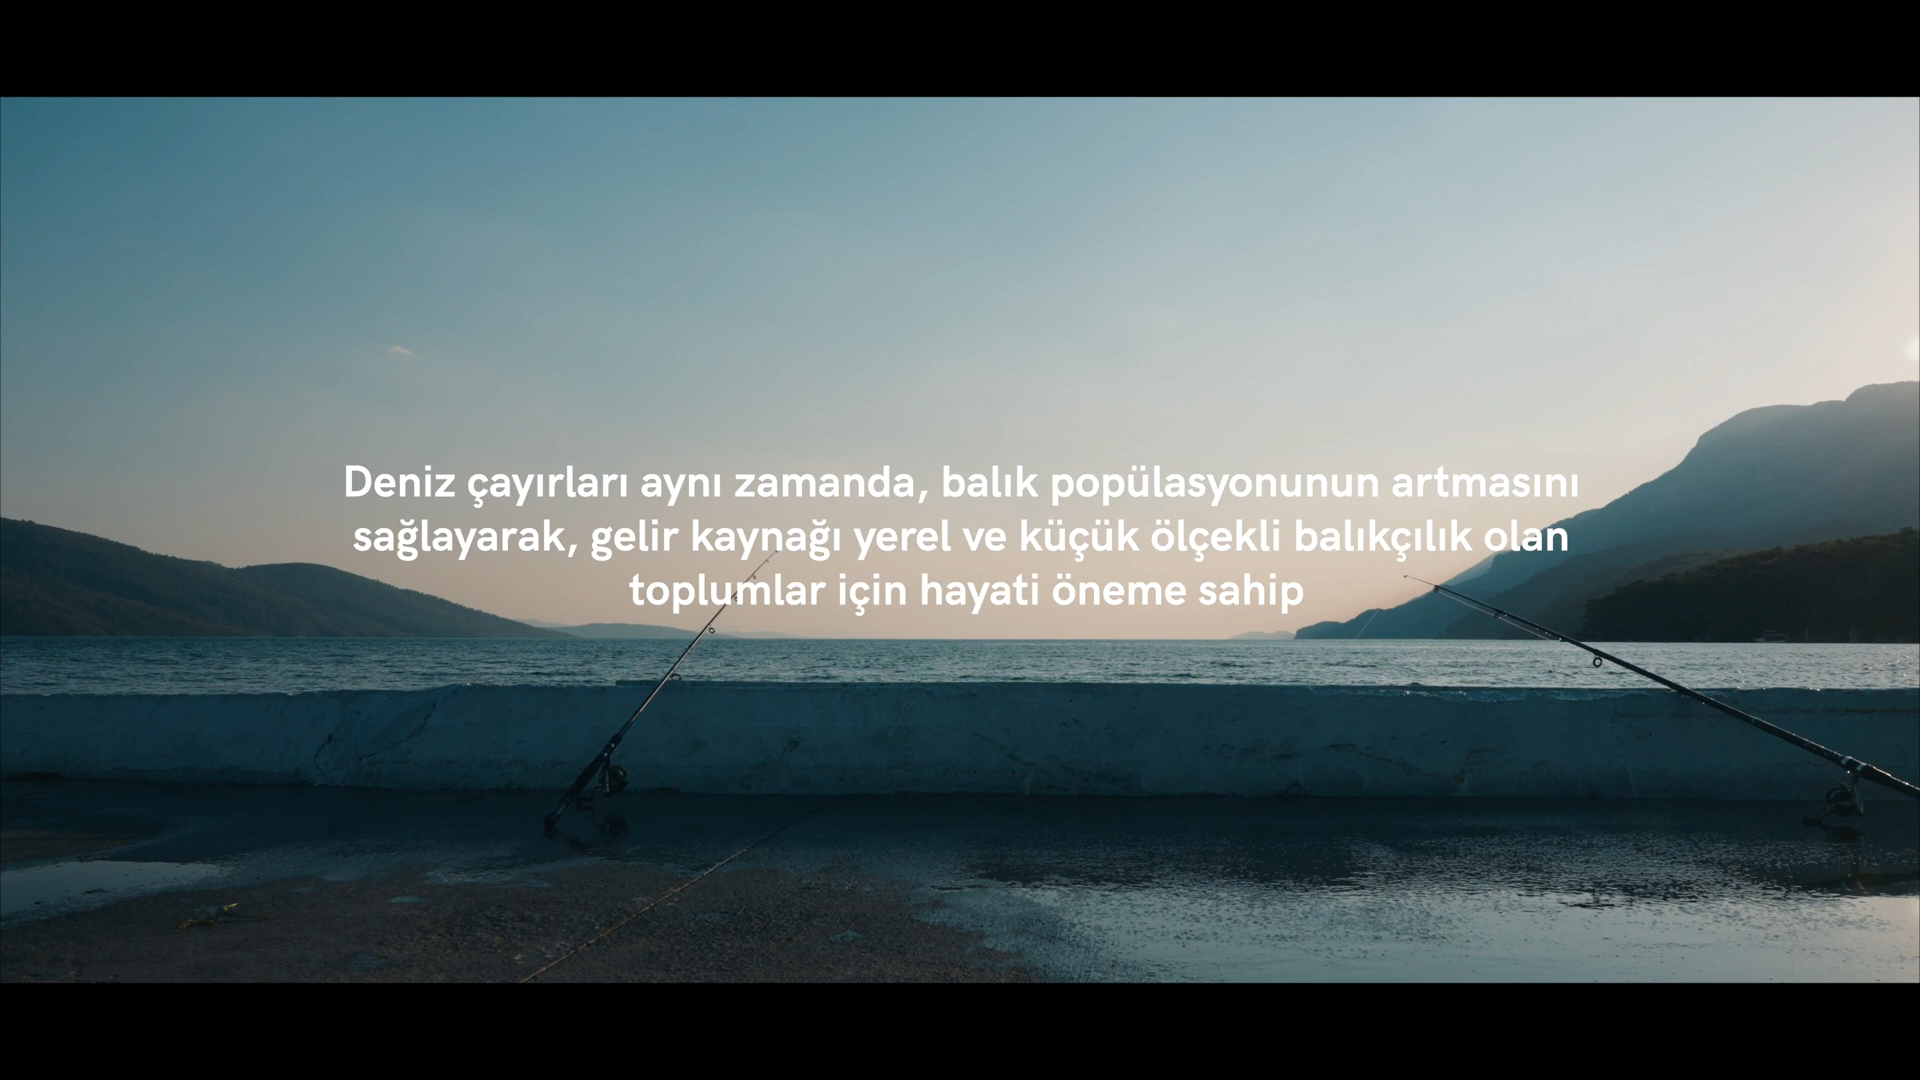 Deniz çayırları aynı zamanda, balık popülasyonunun artmasını
sağlayarak, gelir kaynağı yerel ve küçük ölçekli balıkçılık olan
toplumlar için hayati öneme sahip